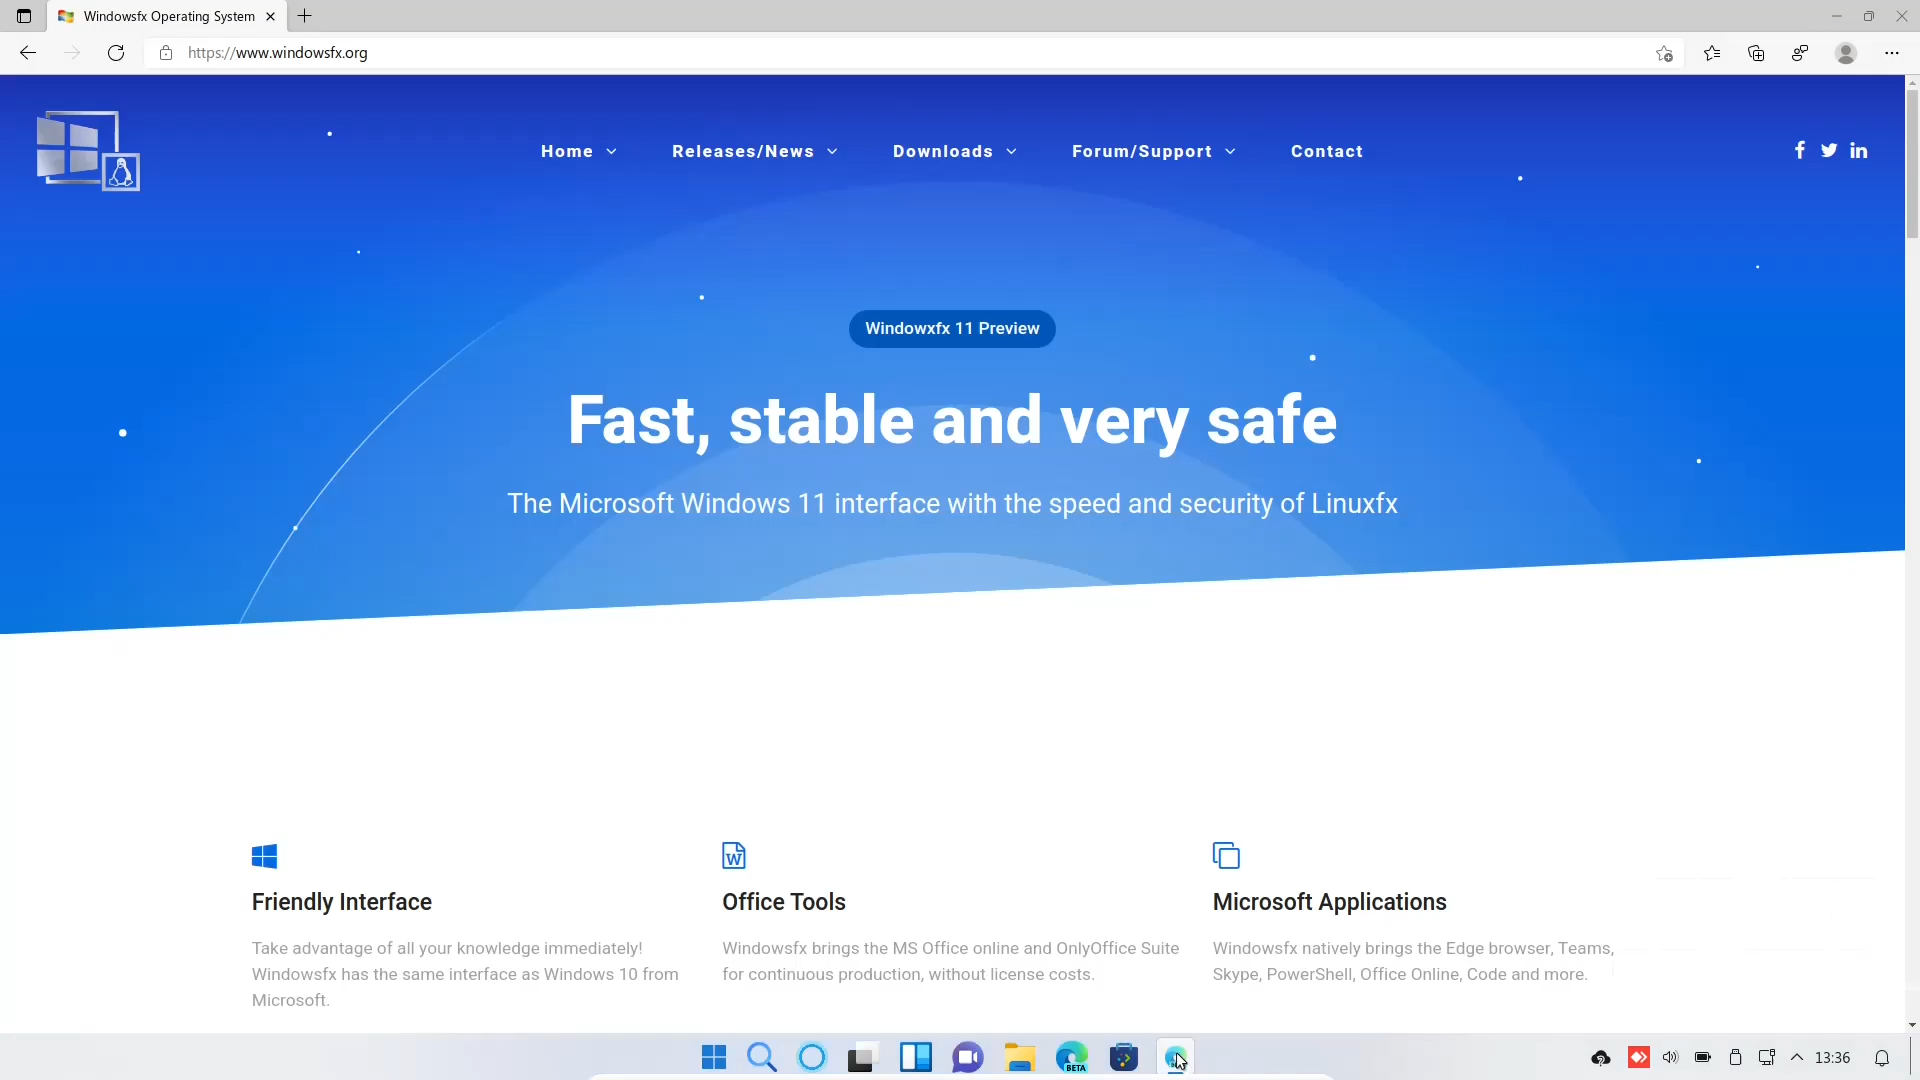 Windowsfx Operating System
https://www.windowsfx.org
Home
Releases/News
Downloads
Forum/Support
Contact
Windowxfx 11 Preview
Fast, stable and very safe
The Microsoft Windows 11 interface with the speed and security of Linuxfx
Friendly Interface
Take advantage of all your knowledge immediately!
Windowsfx has the same interface as Windows 10 from
Microsoft.
Office Tools
Windowsfx brings the MS Office online and OnlyOffice Suite
for continuous production, without license costs.
Microsoft Applications
Windowsfx natively brings the Edge browser, Teams,
Skype, PowerShell, Office Online, Code and more.
BETA
13:36